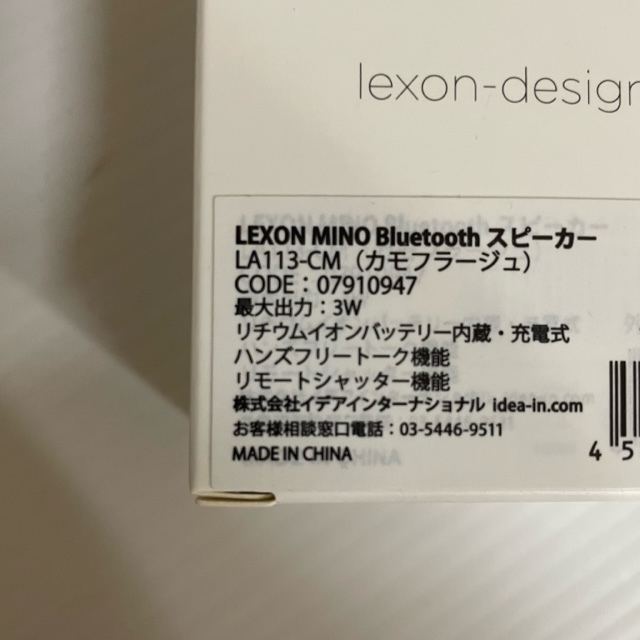 lexon-design
LEXON MINO Bluetooth スピーカー
LA113-CM（カモフラージュ）
CODE：07910947
最大出力：3W
リチウムイオンバッテリー内蔵・充電式
ハンズフリートーク機能
リモートシャッター機能
株式会社イデアインターナショナル idea-in.com
お客様相談窓口電話：03-5446-9511
MADE IN CHINA
4 5